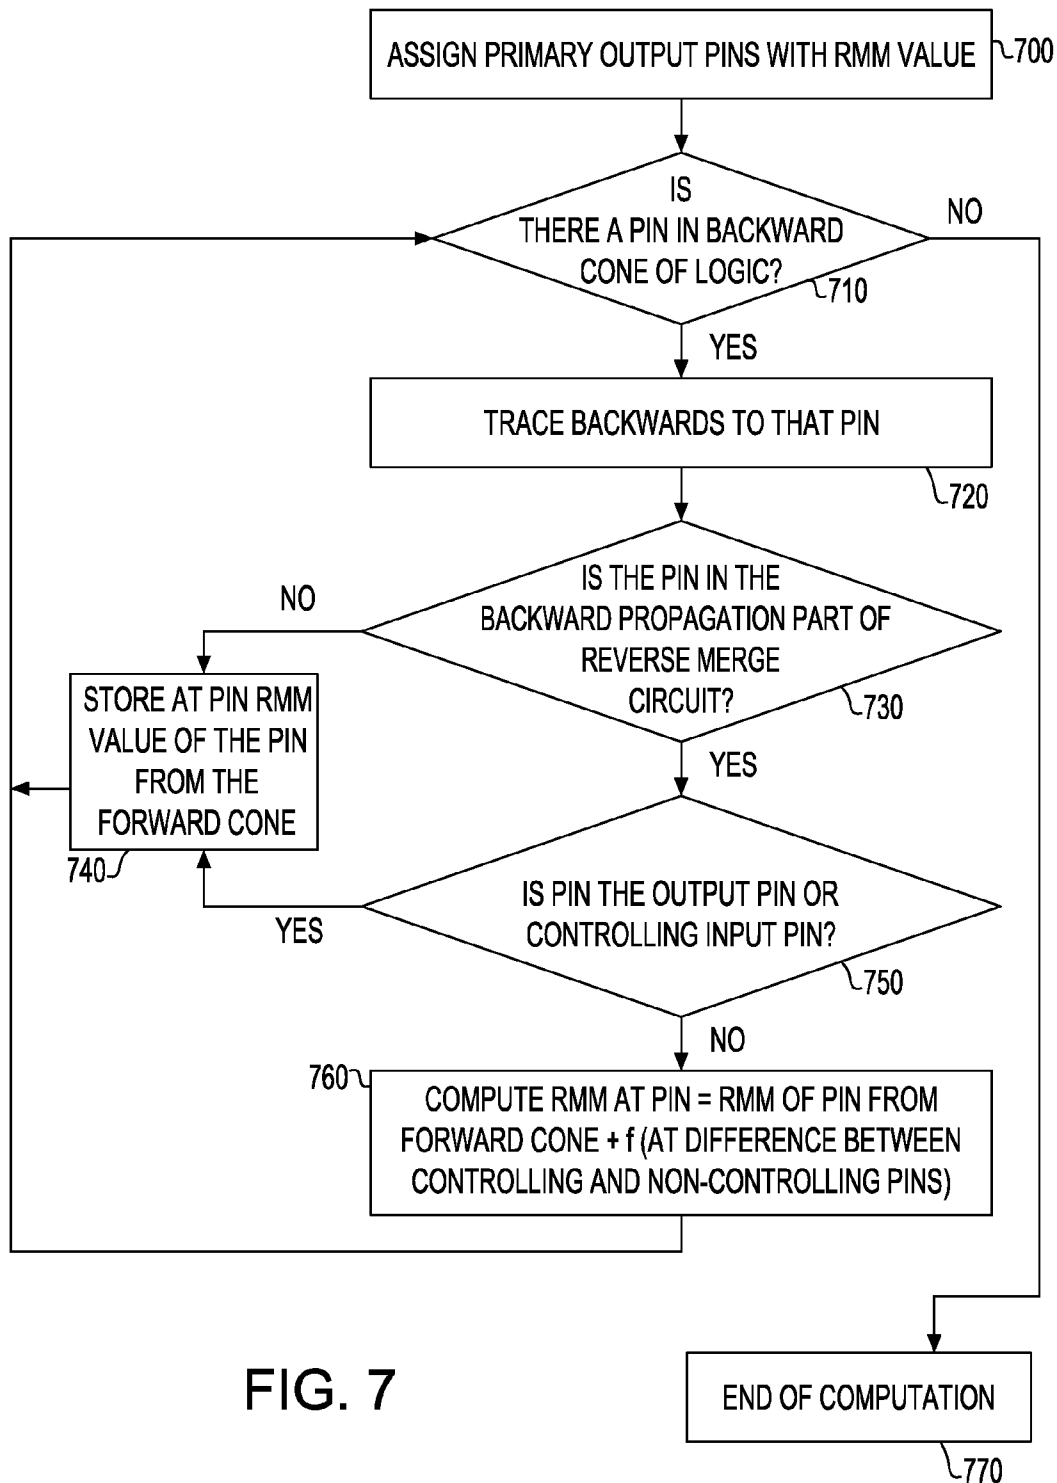 ASSIGN PRIMARY OUTPUT PINS WITH RMM VALUE
700
IS
THERE A PIN IN BACKWARD
CONE OF LOGIC?
NO
710
YES
TRACE BACKWARDS TO THAT PIN
720
IS THE PIN IN THE
BACKWARD PROPAGATION PART OF
REVERSE MERGE
CIRCUIT?
NO
730
STORE AT PIN RMM
VALUE OF THE PIN
FROM THE
FORWARD CONE
740
YES
IS PIN THE OUTPUT PIN OR
CONTROLLING INPUT PIN?
YES
750
NO
760
COMPUTE RMM AT PIN = RMM OF PIN FROM
FORWARD CONE + f (AT DIFFERENCE BETWEEN
CONTROLLING AND NON-CONTROLLING PINS)
FIG. 7
END OF COMPUTATION
770